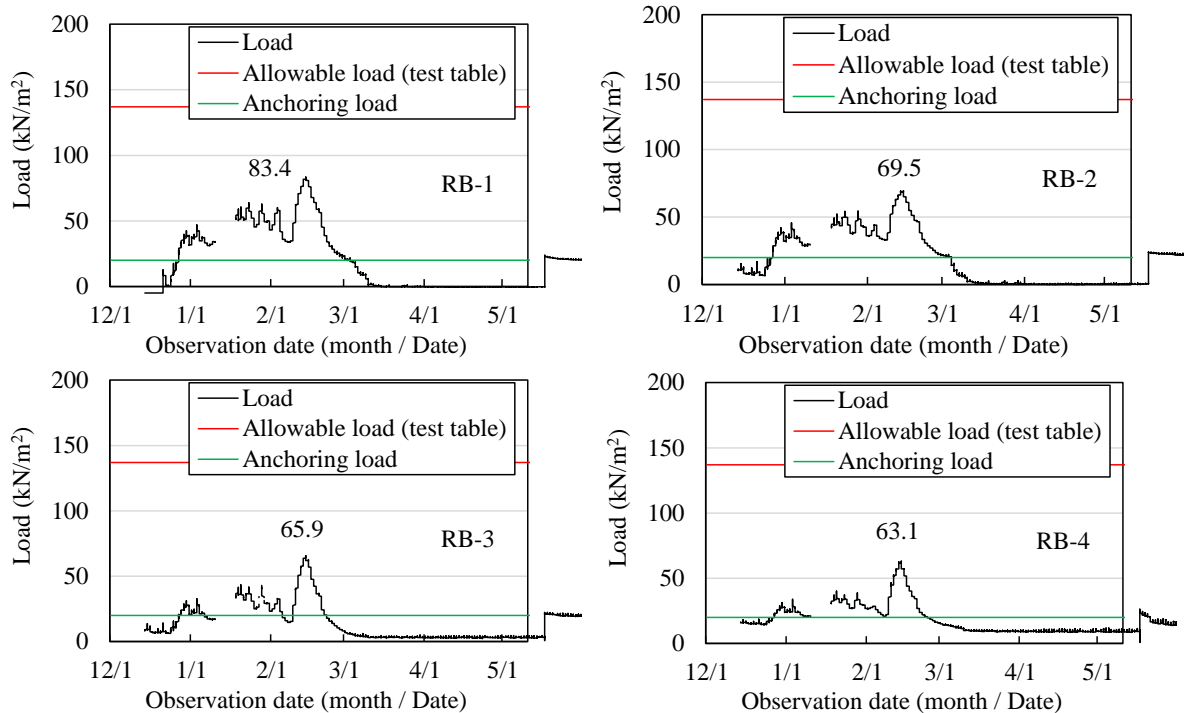 200
150
100
50
0
Load (kN/m²)
Load
Allowable load (test table)
Anchoring load
83.4
RB-1
12/1 1/1 2/1 3/1 4/1 5/1
Observation date (month / Date)
200
150
100
50
0
Load (kN/m²)
Load
Allowable load (test table)
Anchoring load
69.5
RB-2
12/1 1/1 2/1 3/1 4/1 5/1
Observation date (month / Date)
200
150
100
50
0
Load (kN/m²)
Load
Allowable load (test table)
Anchoring load
65.9
RB-3
12/1 1/1 2/1 3/1 4/1 5/1
Observation date (month / Date)
200
150
100
50
0
Load (kN/m²)
Load
Allowable load (test table)
Anchoring load
63.1
RB-4
12/1 1/1 2/1 3/1 4/1 5/1
Observation date (month / Date)